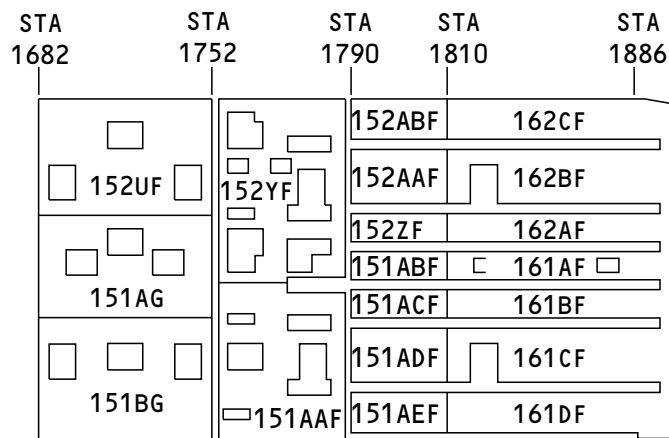 STA STA STA STA STA
1682 1752 1790 1810 1886
152ABF 162CF
152UF 152YF 152AAF 162BF
152ZF 162AF
151ABF 161AF
151AG 151ACF 161BF
151ADF 161CF
151BG 151AAF 151AEF 161DF